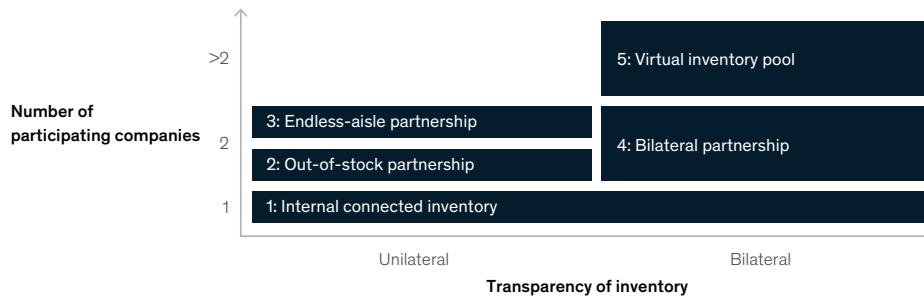 >2
5: Virtual inventory pool
Number of
participating companies
3: Endless-aisle partnership
2
4: Bilateral partnership
2: Out-of-stock partnership
1
1: Internal connected inventory
Unilateral
Bilateral
Transparency of inventory